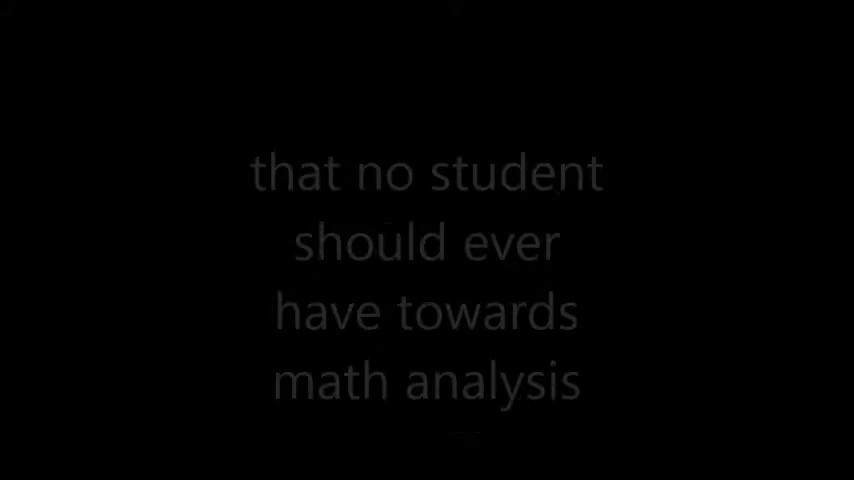 that no student
should ever
have towards
math analysis